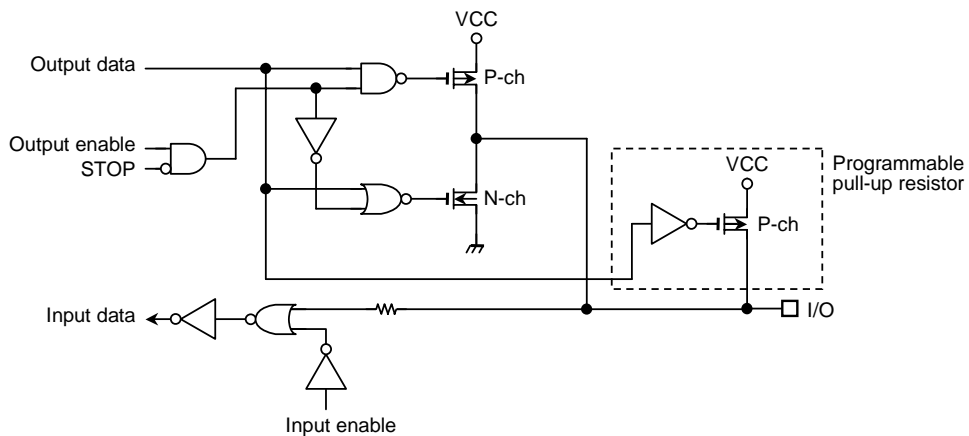 VCC
Output data
P-ch
Output enable
STOP
VCC
Programmable
pull-up resistor
N-ch
P-ch
Input data
I/O
Input enable